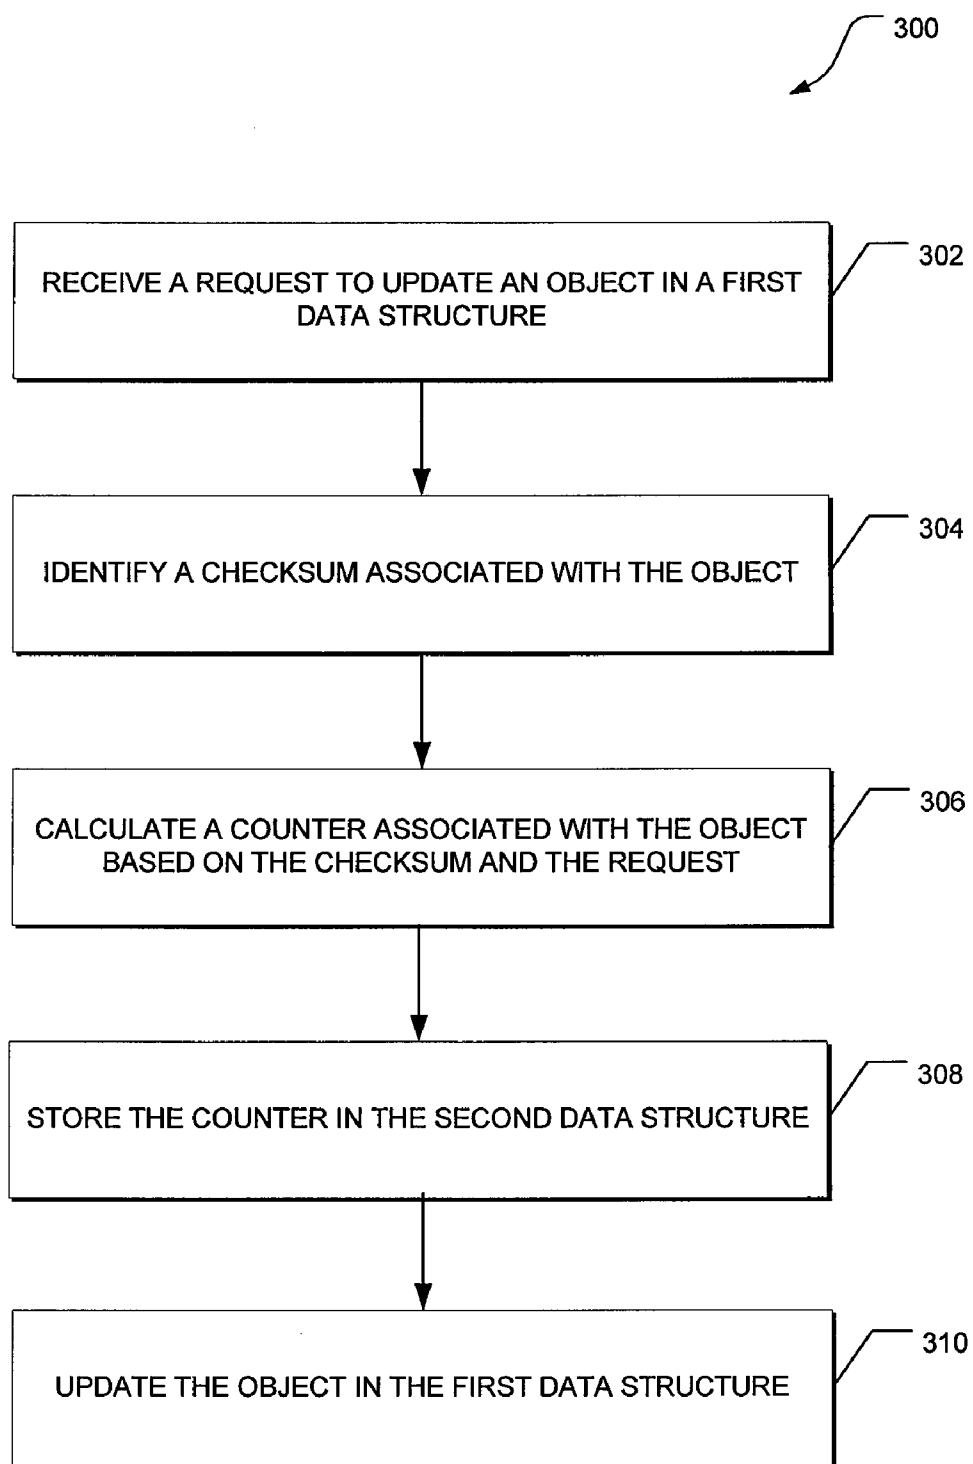 300
RECEIVE A REQUEST TO UPDATE AN OBJECT IN A FIRST
DATA STRUCTURE
302
IDENTIFY A CHECKSUM ASSOCIATED WITH THE OBJECT
304
CALCULATE A COUNTER ASSOCIATED WITH THE OBJECT
BASED ON THE CHECKSUM AND THE REQUEST
306
STORE THE COUNTER IN THE SECOND DATA STRUCTURE
308
UPDATE THE OBJECT IN THE FIRST DATA STRUCTURE
310